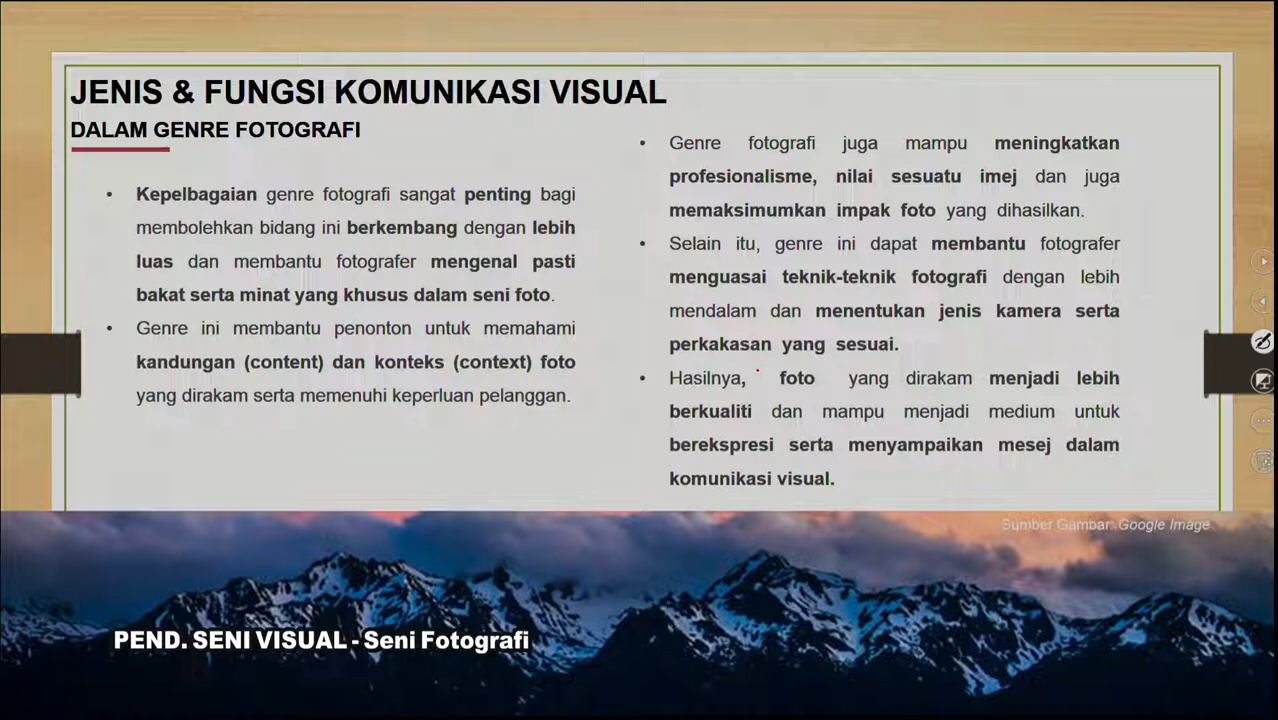 JENIS & FUNGSI KOMUNIKASI VISUAL
DALAM GENRE FOTOGRAFI
• Kepelbagaian genre fotografi sangat penting bagi
membolehkan bidang ini berkembang dengan lebih
luas dan membantu fotografer mengenal pasti
bakat serta minat yang khusus dalam seni foto.
• Genre ini membantu penonton untuk memahami
kandungan (content) dan konteks (context) foto
yang dirakam serta memenuhi keperluan pelanggan.
• Genre fotografi juga mampu meningkatkan
profesionalisme, nilai sesuatu imej dan juga
memaksimumkan impak foto yang dihasilkan.
• Selain itu, genre ini dapat membantu fotografer
menguasai teknik-teknik fotografi dengan lebih
mendalam dan menentukan jenis kamera serta
perkakasan yang sesuai.
• Hasilnya, foto yang dirakam menjadi lebih
berkualiti dan mampu menjadi medium untuk
berekspresi serta menyampaikan mesej dalam
komunikasi visual.
Sumber Gambar: Google Image
PEND. SENI VISUAL - Seni Fotografi